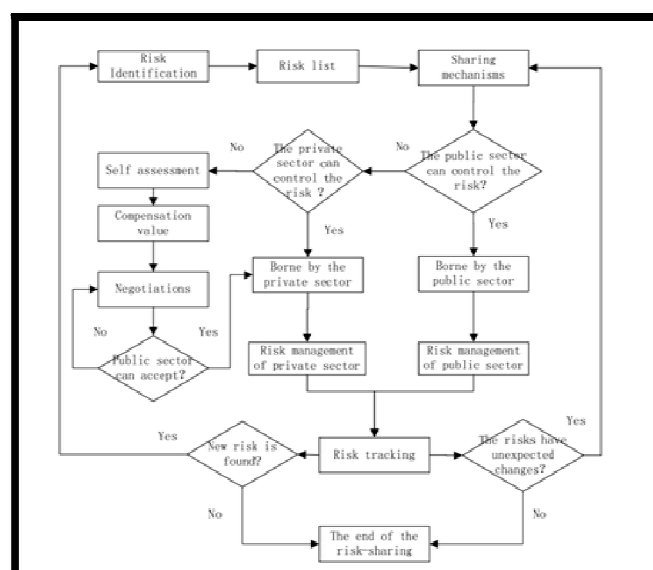 Risk
Identification
Risk list
Sharing
mechanisms
No
The private
sector can
control the
risk ?
No
The public sector
can control the
risk?
Self assessment
Compensation
value
Yes
Yes
Negotiations
Borne by the
private sector
Borne by the
public sector
No
Yes
Public sector
can accept?
Risk management
of private sector
Risk management
of public sector
Yes
New risk is
found?
Risk tracking
The risks have
unexpected
changes?
Yes
No
No
The end of the
risk-sharing